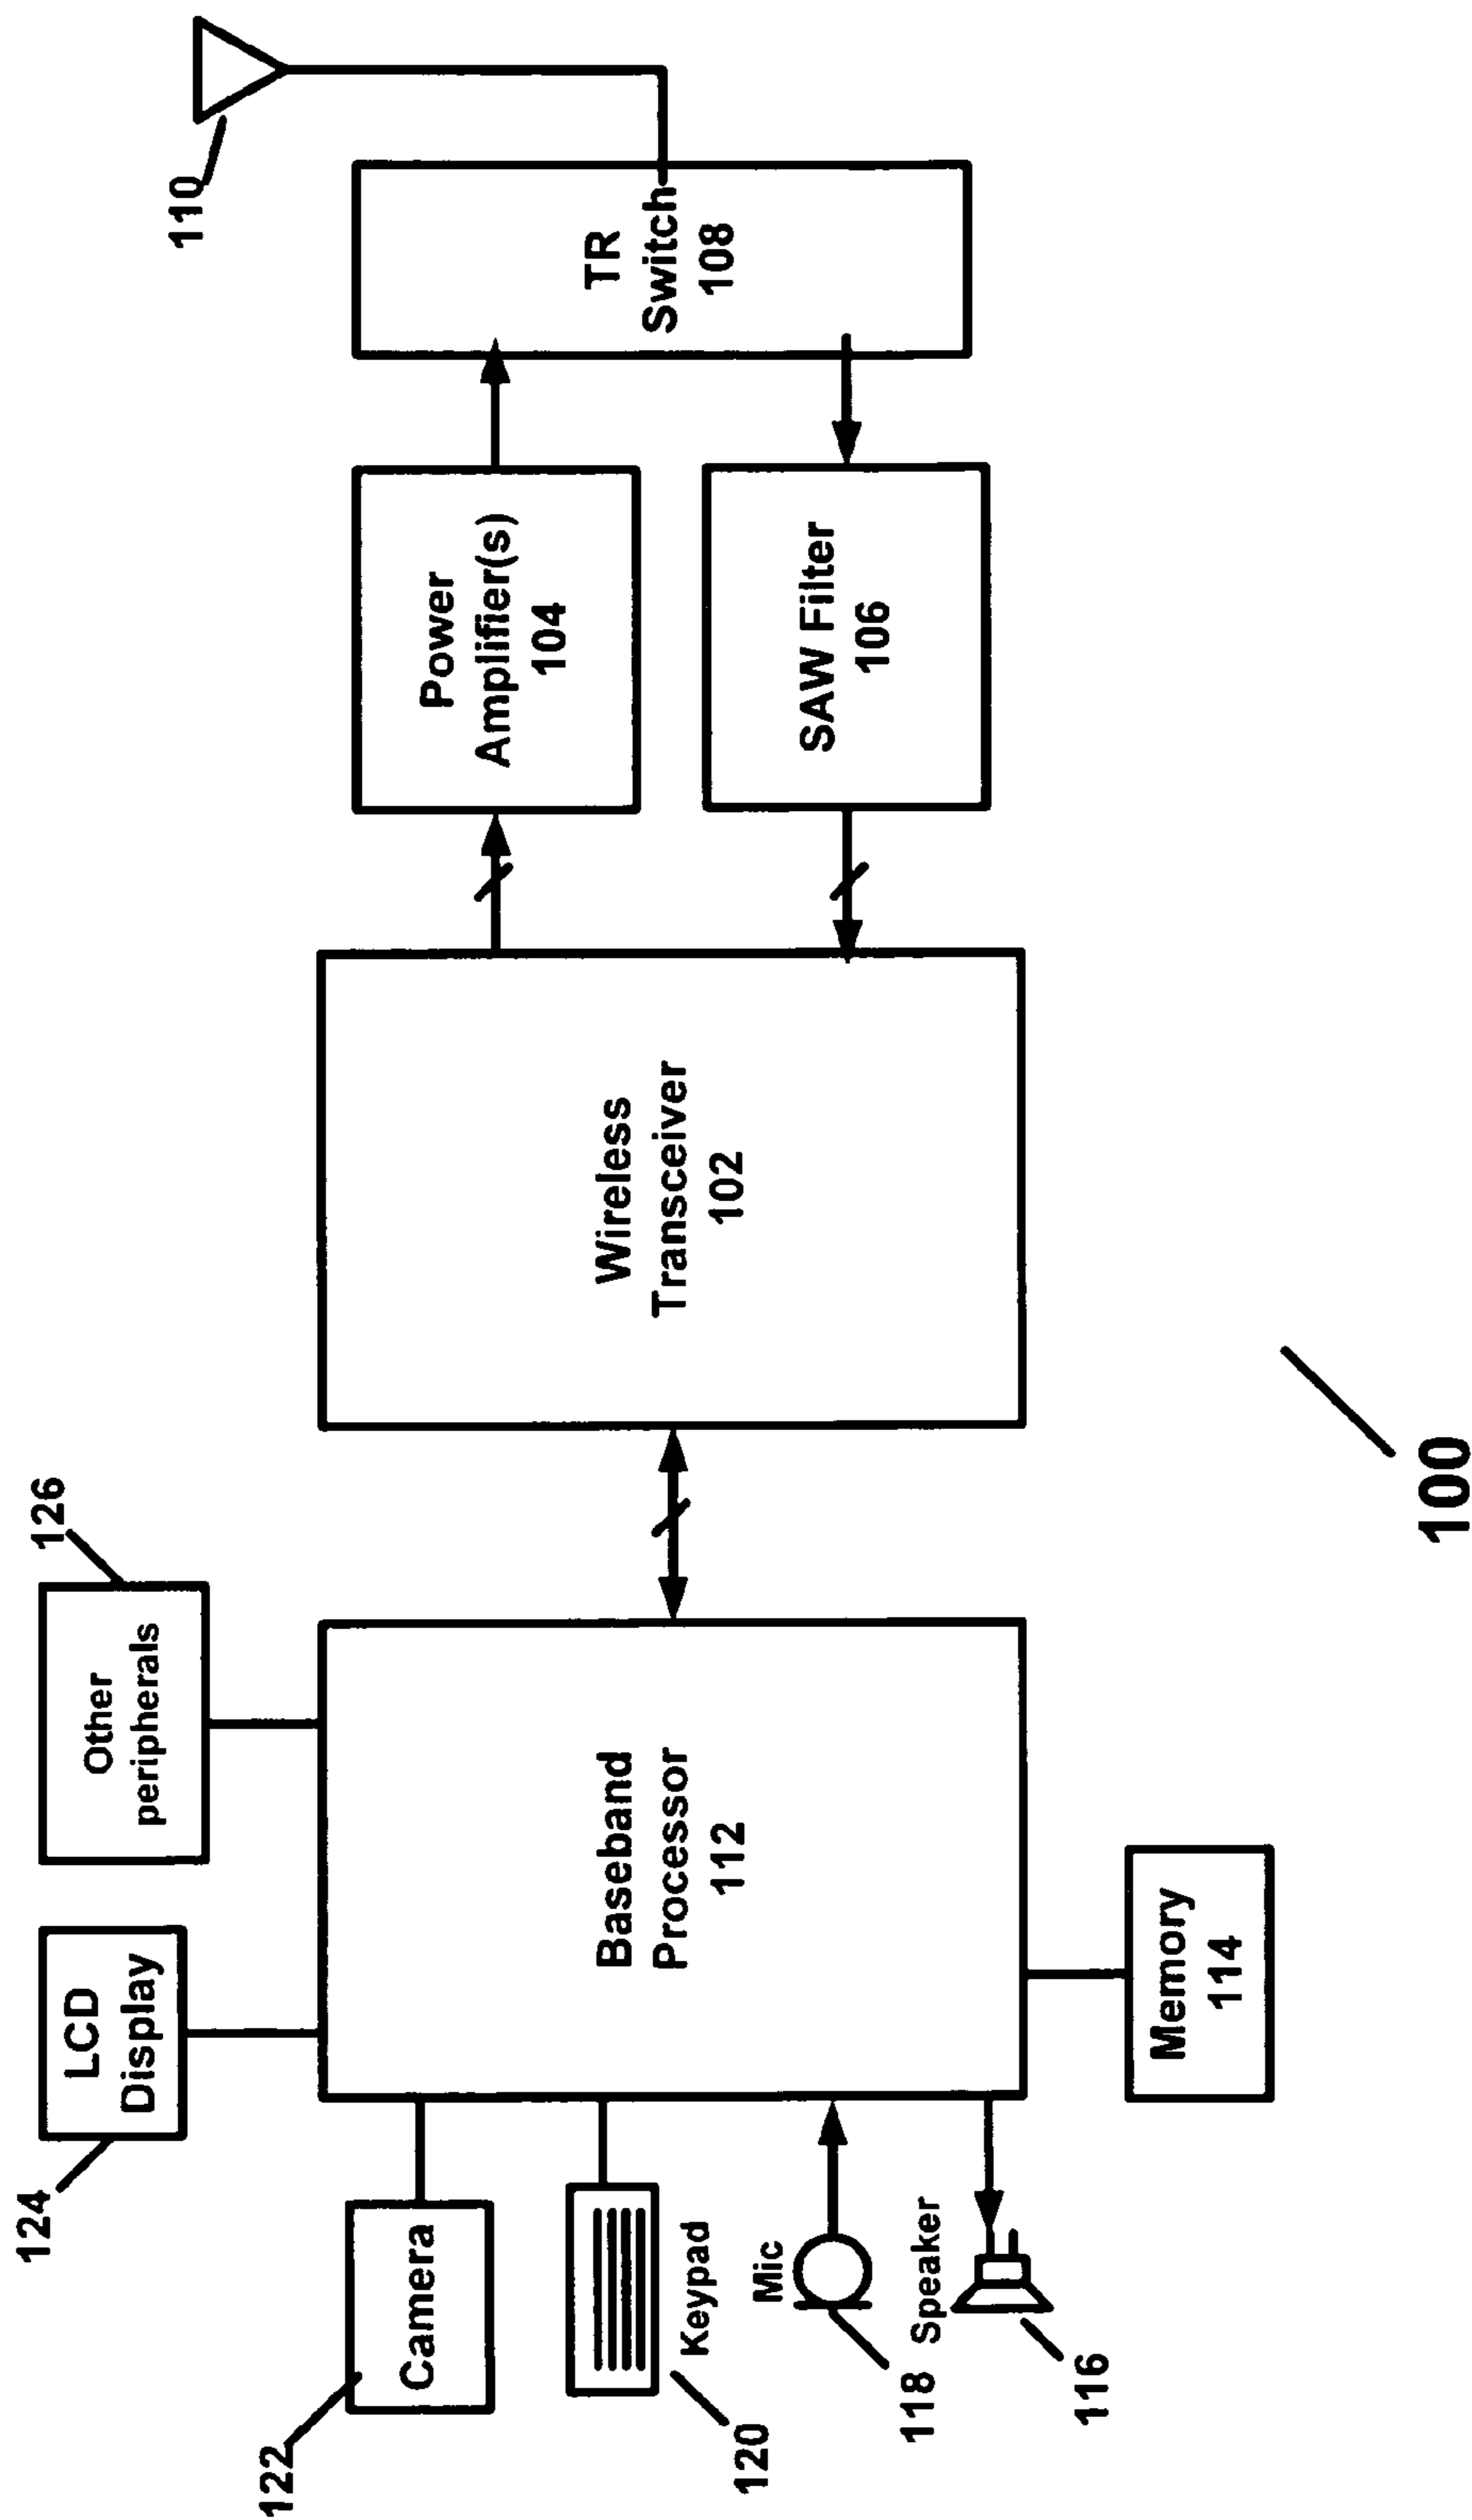 124
LCD
Display
126
Other
peripherals
110
122
Camera
120
Keypad
Mic
118
Speaker
116
Baseband
Processor
112
Memory
114
Wireless
Transceiver
102
Power
Amplifier(s)
104
SAW Filter
106
TR
Switch
108
100